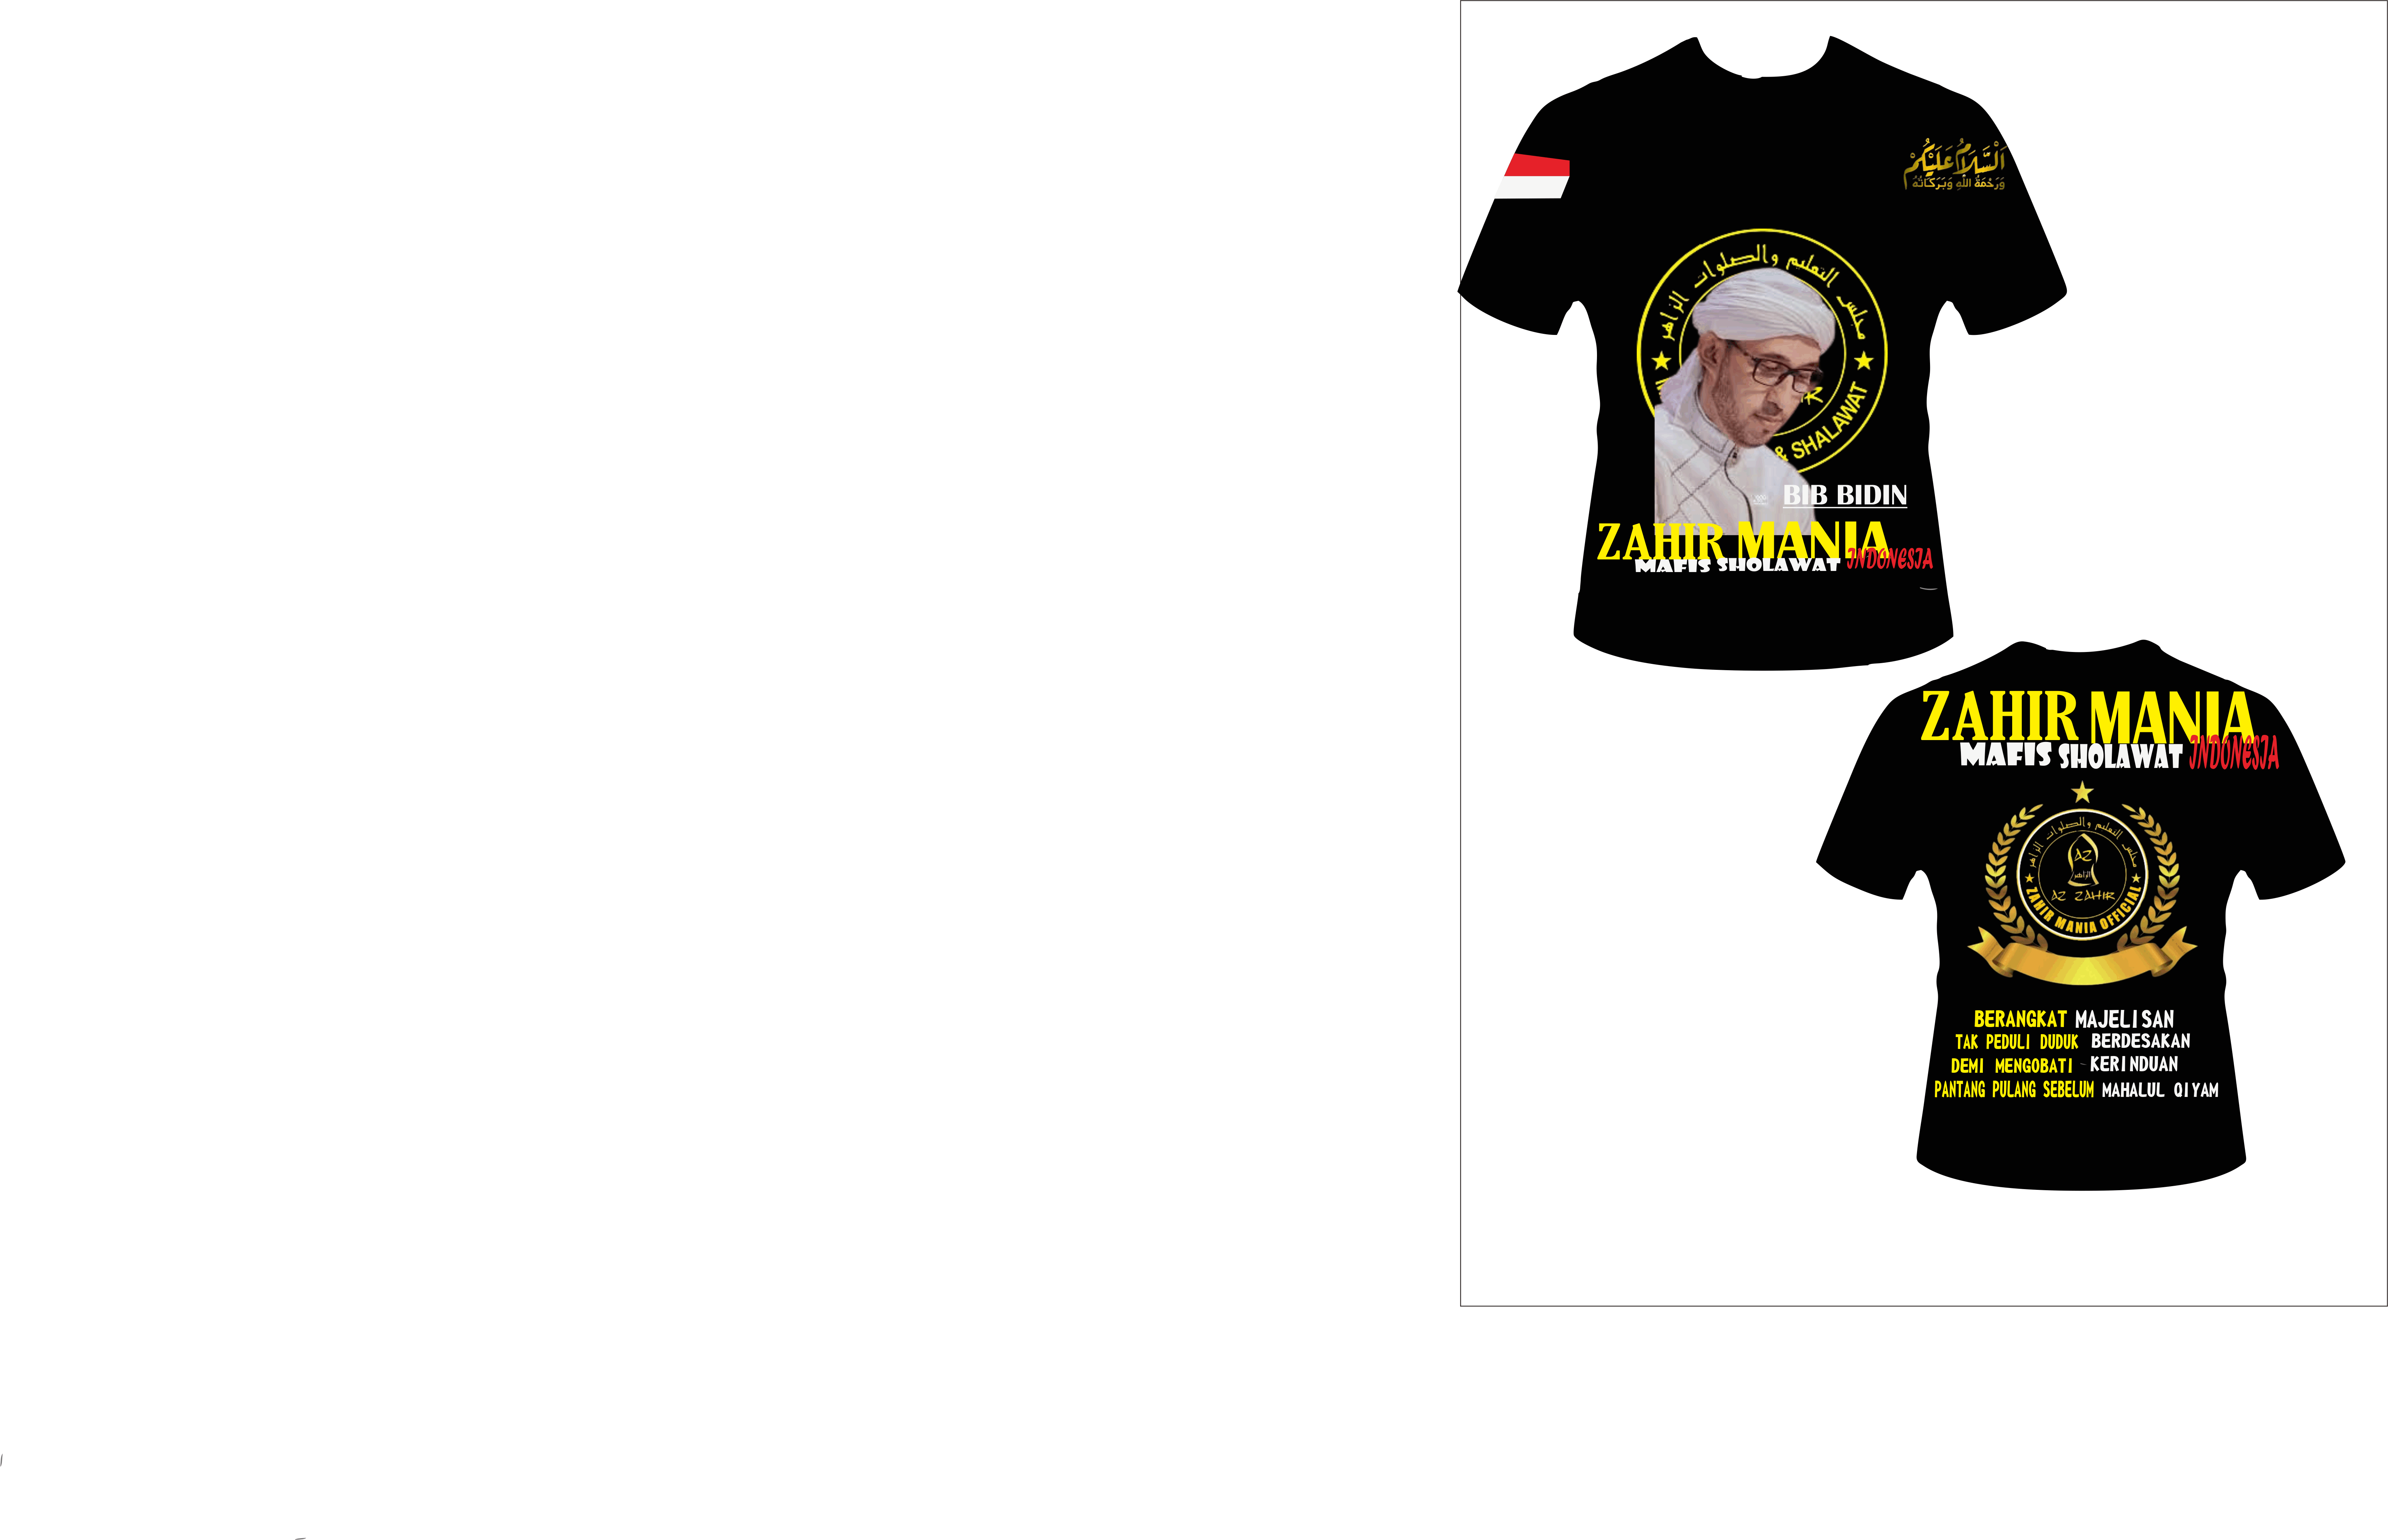 السَّلَامُ عَلَيْكُمْ
وَرَحْمَةُ اللهِ وَبَرَكَاتُهُ
مجلس التعليم والصلوات الزاهر
& SHALAWAT
BIB BIDIN
ZAHIR MANIA
MAFIS SHOLAWAT INDONESIA
ZAHIR MANIA
MAFIS SHOLAWAT INDONESIA
مجلس التعليم والصلوات الزاهر
AZ
الزاهر
AZ ZAHIR
ZAHIR MANIA OFFICIAL
BERANGKAT MAJELISAN
TAK PEDULI DUDUK BERDESAKAN
DEMI MENGOBATI - KERINDUAN
PANTANG PULANG SEBELUM MAHALUL QIYAM